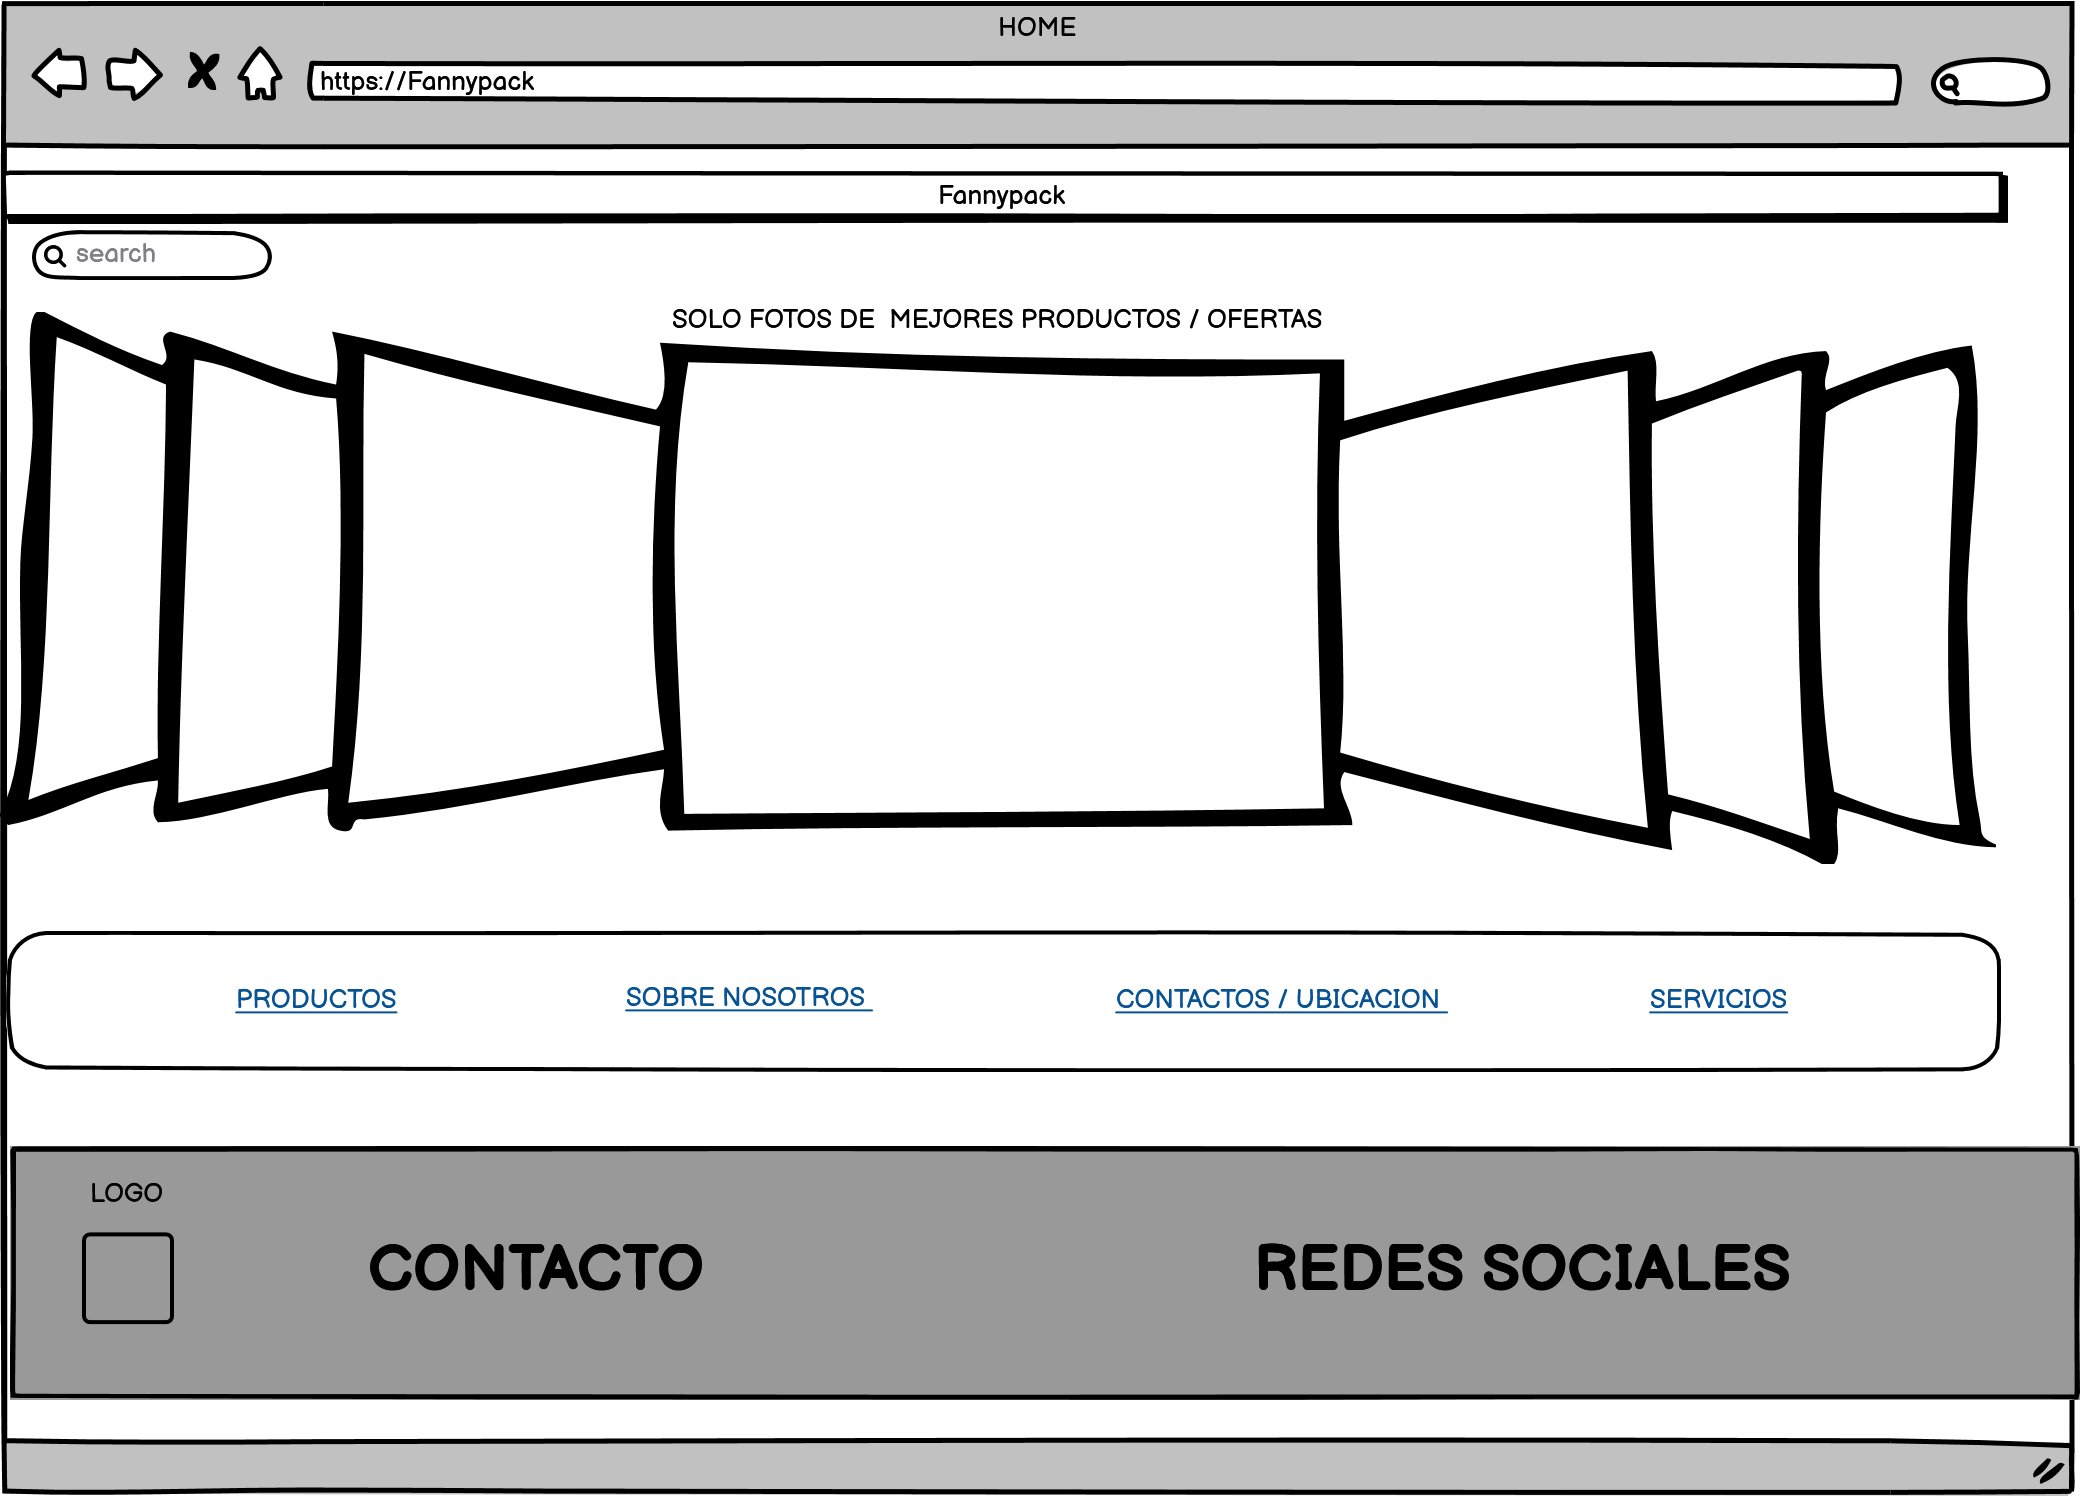 HOME
https://Fannypack
Fannypack
search
SOLO FOTOS DE  MEJORES PRODUCTOS / OFERTAS
PRODUCTOS
SOBRE NOSOTROS
CONTACTOS / UBICACION
SERVICIOS
LOGO
CONTACTO
REDES SOCIALES